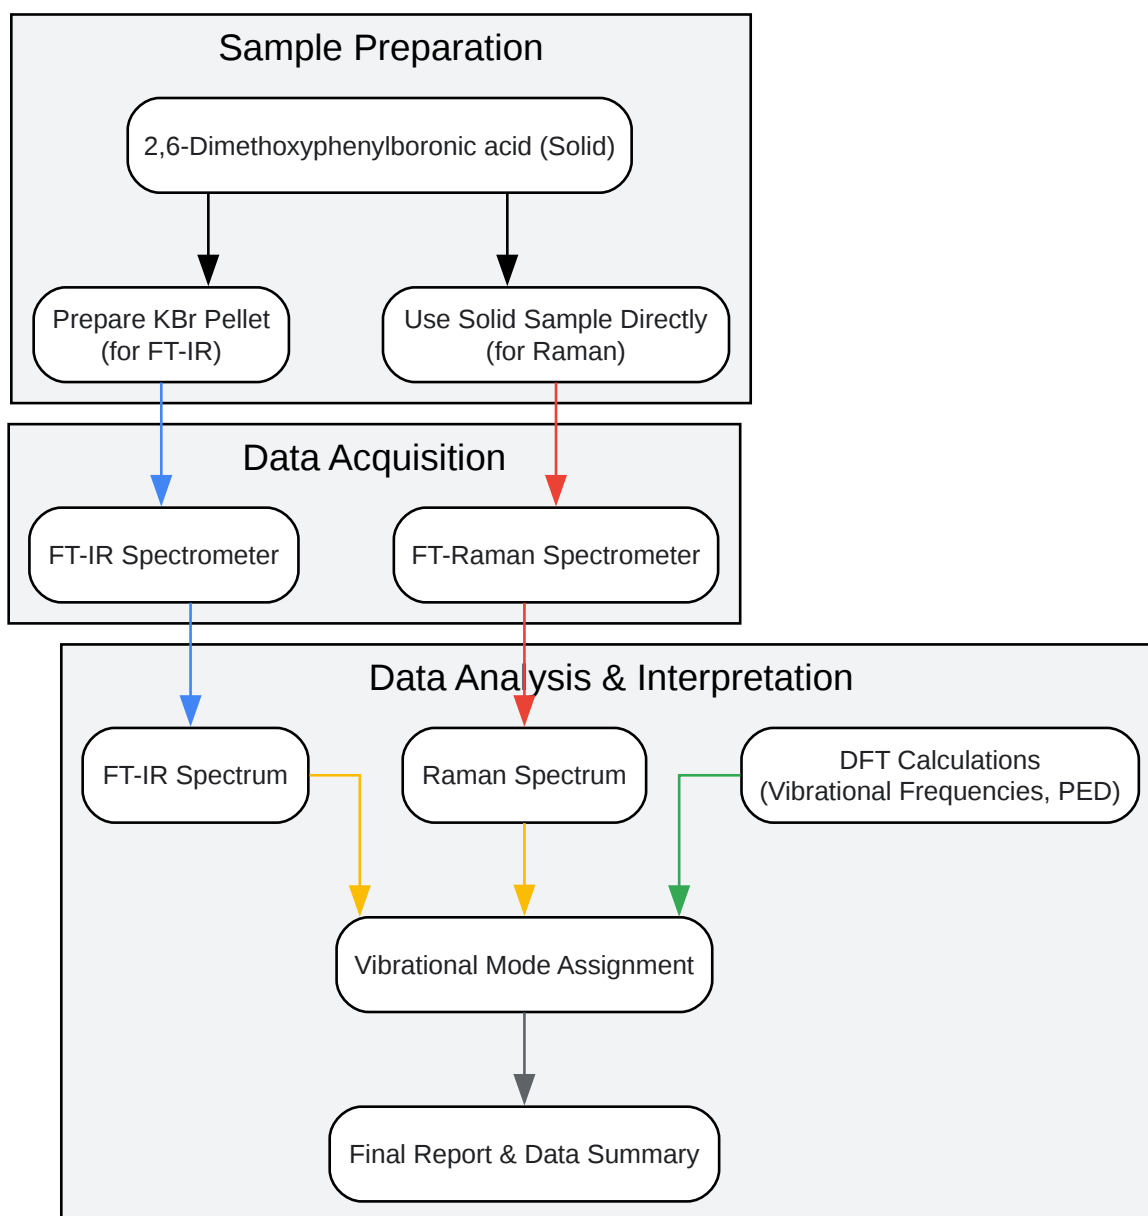 Sample Preparation
2,6-Dimethoxyphenylboronic acid (Solid)
Prepare KBr Pellet
(for FT-IR)
Use Solid Sample Directly
(for Raman)
Data Acquisition
FT-IR Spectrometer
FT-Raman Spectrometer
Data Analysis & Interpretation
FT-IR Spectrum
Raman Spectrum
DFT Calculations
(Vibrational Frequencies, PED)
Vibrational Mode Assignment
Final Report & Data Summary